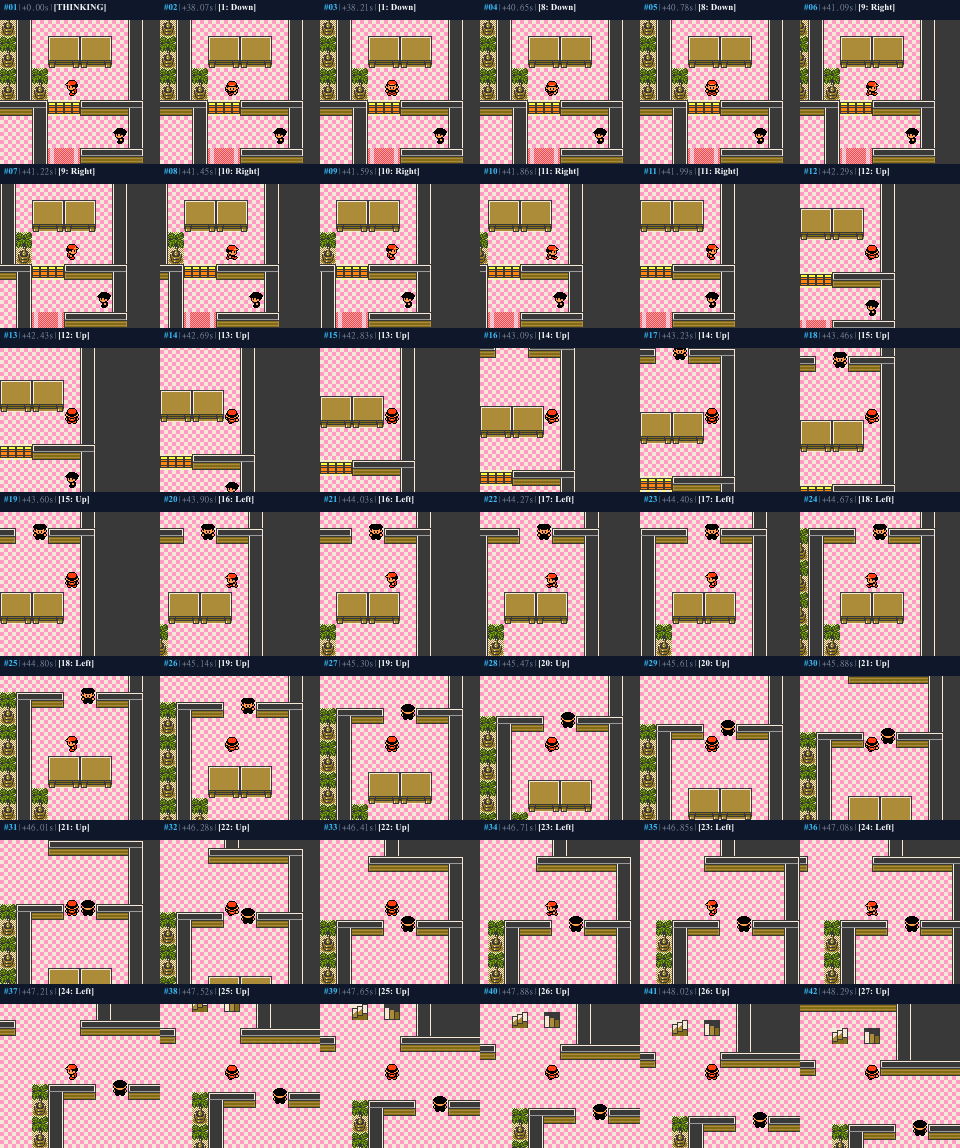 #01|+0.00s|[THINKING]
#02|+38.07s|[1: Down]
#03|+38.21s|[1: Down]
#04|+40.65s|[8: Down]
#05|+40.78s|[8: Down]
#06|+41.09s|[9: Right]
#07|+41.22s|[9: Right]
#08|+41.45s|[10: Right]
#09|+41.59s|[10: Right]
#10|+41.86s|[11: Right]
#11|+41.99s|[11: Right]
#12|+42.29s|[12: Up]
#13|+42.43s|[12: Up]
#14|+42.69s|[13: Up]
#15|+42.83s|[13: Up]
#16|+43.09s|[14: Up]
#17|+43.23s|[14: Up]
#18|+43.46s|[15: Up]
#19|+43.60s|[15: Up]
#20|+43.90s|[16: Left]
#21|+44.03s|[16: Left]
#22|+44.27s|[17: Left]
#23|+44.40s|[17: Left]
#24|+44.67s|[18: Left]
#25|+44.80s|[18: Left]
#26|+45.14s|[19: Up]
#27|+45.30s|[19: Up]
#28|+45.47s|[20: Up]
#29|+45.61s|[20: Up]
#30|+45.88s|[21: Up]
#31|+46.01s|[21: Up]
#32|+46.28s|[22: Up]
#33|+46.41s|[22: Up]
#34|+46.71s|[23: Left]
#35|+46.85s|[23: Left]
#36|+47.08s|[24: Left]
#37|+47.21s|[24: Left]
#38|+47.52s|[25: Up]
#39|+47.65s|[25: Up]
#40|+47.88s|[26: Up]
#41|+48.02s|[26: Up]
#42|+48.29s|[27: Up]